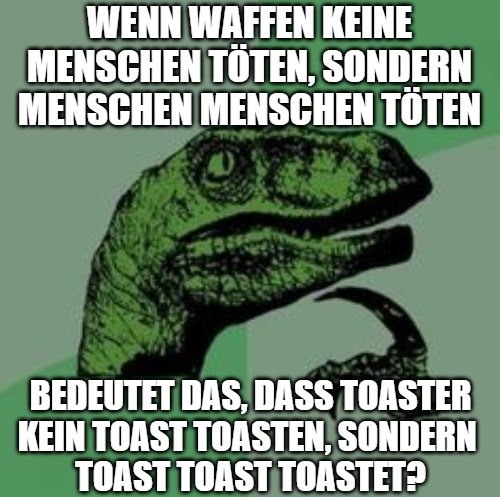 WENN WAFFEN KEINE
MENSCHEN TÖTEN, SONDERN
MENSCHEN MENSCHEN TÖTEN
BEDEUTET DAS, DASS TOASTER
KEIN TOAST TOASTEN, SONDERN
TOAST TOAST TOASTET?